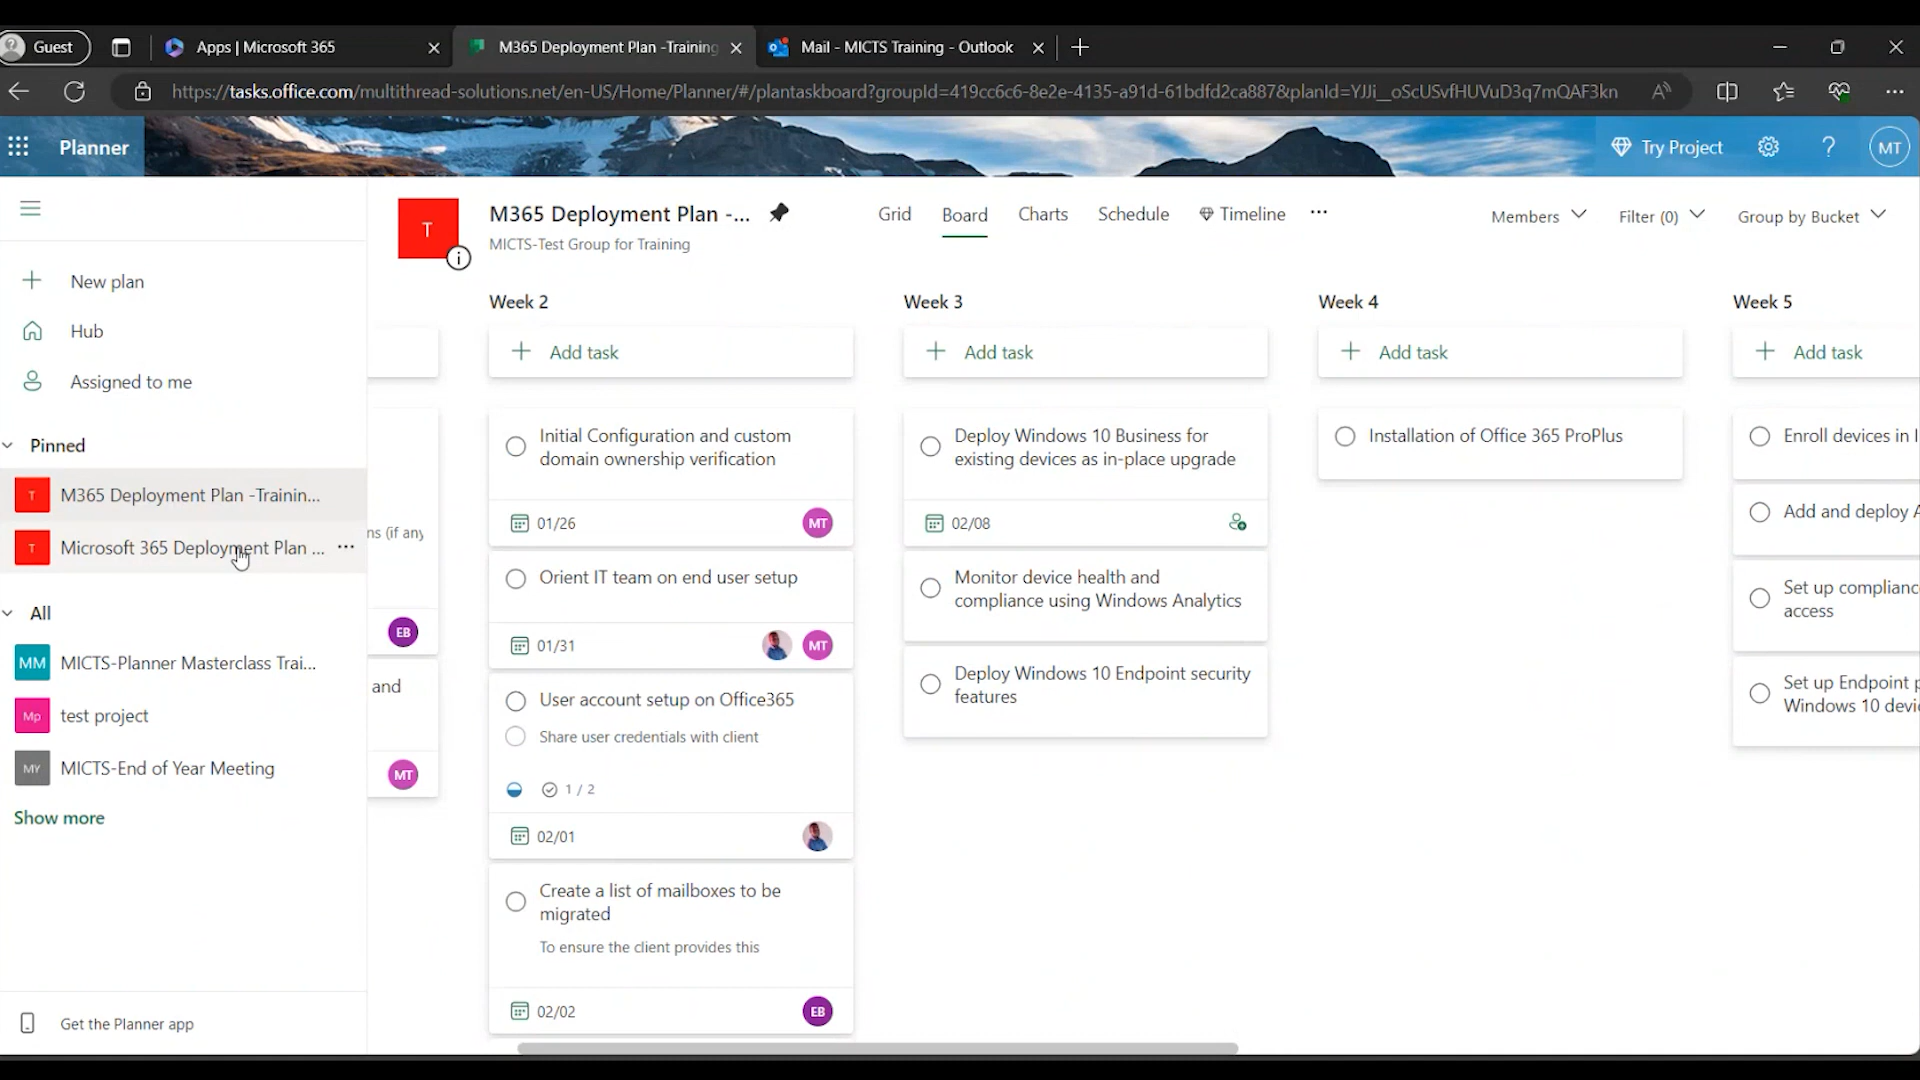 Guest
Apps | Microsoft 365
M365 Deployment Plan -Training
Mail - MICTS Training - Outlook
https://tasks.office.com/multithread-solutions.net/en-US/Home/Planner/#/plantaskboard?groupId=419cc6c6-8e2e-4135-a91d-61bdfd2ca887&planId=YJJi__oScUSvfHUVuD3q7mQAF3kn
Planner
Try Project
?
MT
New plan
Hub
Assigned to me
Pinned
T
M365 Deployment Plan -Trainin...
T
Microsoft 365 Deployment Plan ...
All
MM
MICTS-Planner Masterclass Trai...
Mp
test project
MY
MICTS-End of Year Meeting
Show more
Get the Planner app
T
M365 Deployment Plan -...
MICTS-Test Group for Training
Grid
Board
Charts
Schedule
Timeline
Members
Filter (0)
Group by Bucket
ns (if any
EB
and
MT
Week 2
Add task
Initial Configuration and custom
domain ownership verification
01/26
MT
Orient IT team on end user setup
01/31
MT
User account setup on Office365
Share user credentials with client
1 / 2
02/01
Create a list of mailboxes to be
migrated
To ensure the client provides this
02/02
EB
Week 3
Add task
Deploy Windows 10 Business for
existing devices as in-place upgrade
02/08
Monitor device health and
compliance using Windows Analytics
Deploy Windows 10 Endpoint security
features
Week 4
Add task
Installation of Office 365 ProPlus
Week 5
Add task
Enroll devices in I
Add and deploy A
Set up complianc
access
Set up Endpoint p
Windows 10 devi